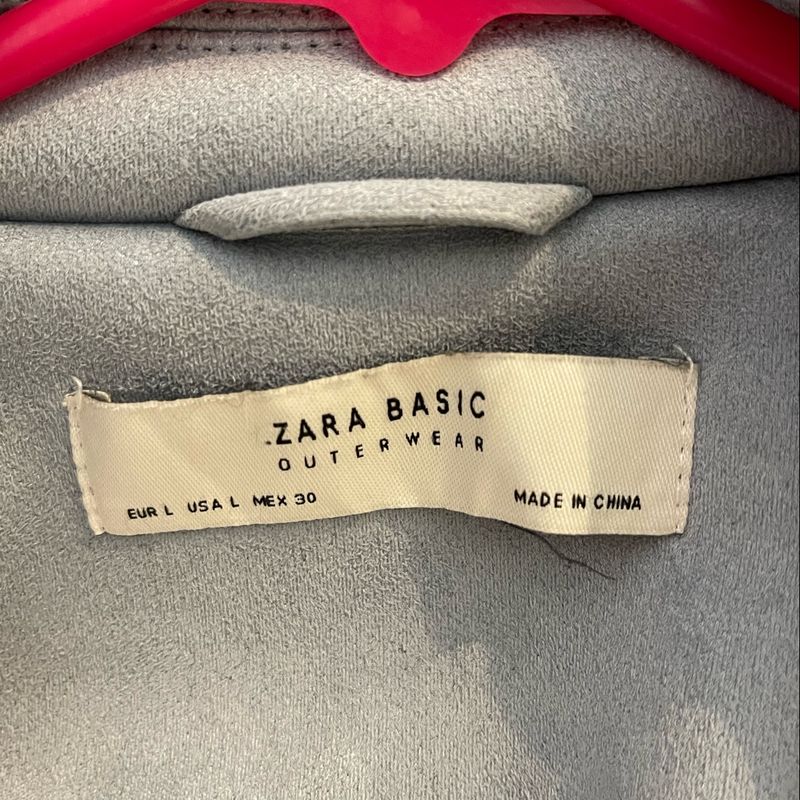 ZARA BASIC
OUTERWEAR
EUR L USA L MEX 30 MADE IN CHINA